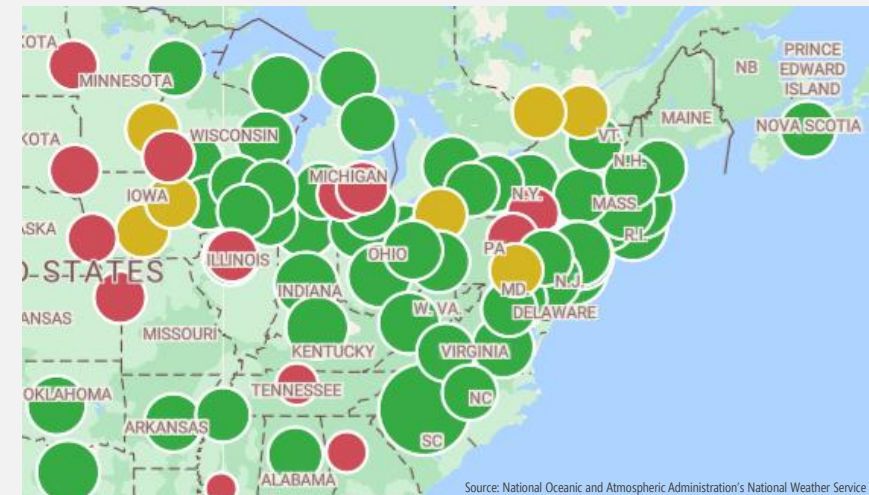 KOTA
MINNESOTA
PRINCE
EDWARD
ISLAND
NB
MAINE
NOVA SCOTIA
KOTA
WISCONSIN
VT.
N.H.
MICHIGAN
IOWA
N.Y.
MASS.
R.I.
ASKA
PA
OHIO
ILLINOIS
D STATES
INDIANA
MD.
N.J.
DELAWARE
W. VA.
ANSAS
MISSOURI
KENTUCKY
VIRGINIA
TENNESSEE
OKLAHOMA
NC
ARKANSAS
SC
ALABAMA
Source: National Oceanic and Atmospheric Administration's National Weather Service